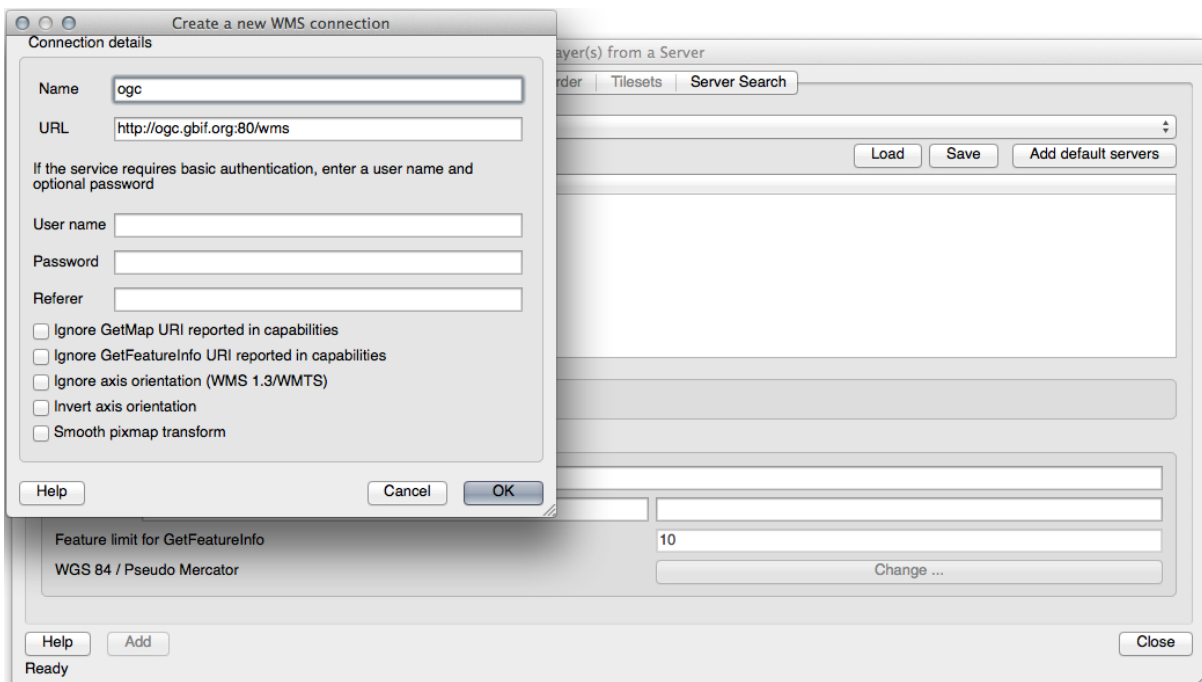 Create a new WMS connection
Connection details
Name ogc
URL http://ogc.gbif.org:80/wms
If the service requires basic authentication, enter a user name and
optional password
User name
Password
Referer
Ignore GetMap URI reported in capabilities
Ignore GetFeatureInfo URI reported in capabilities
Ignore axis orientation (WMS 1.3/WMTS)
Invert axis orientation
Smooth pixmap transform
Help Cancel OK
ayer(s) from a Server
rder Tilesets Server Search
Load Save Add default servers
Feature limit for GetFeatureInfo 10
WGS 84 / Pseudo Mercator Change ...
Help Add Close
Ready